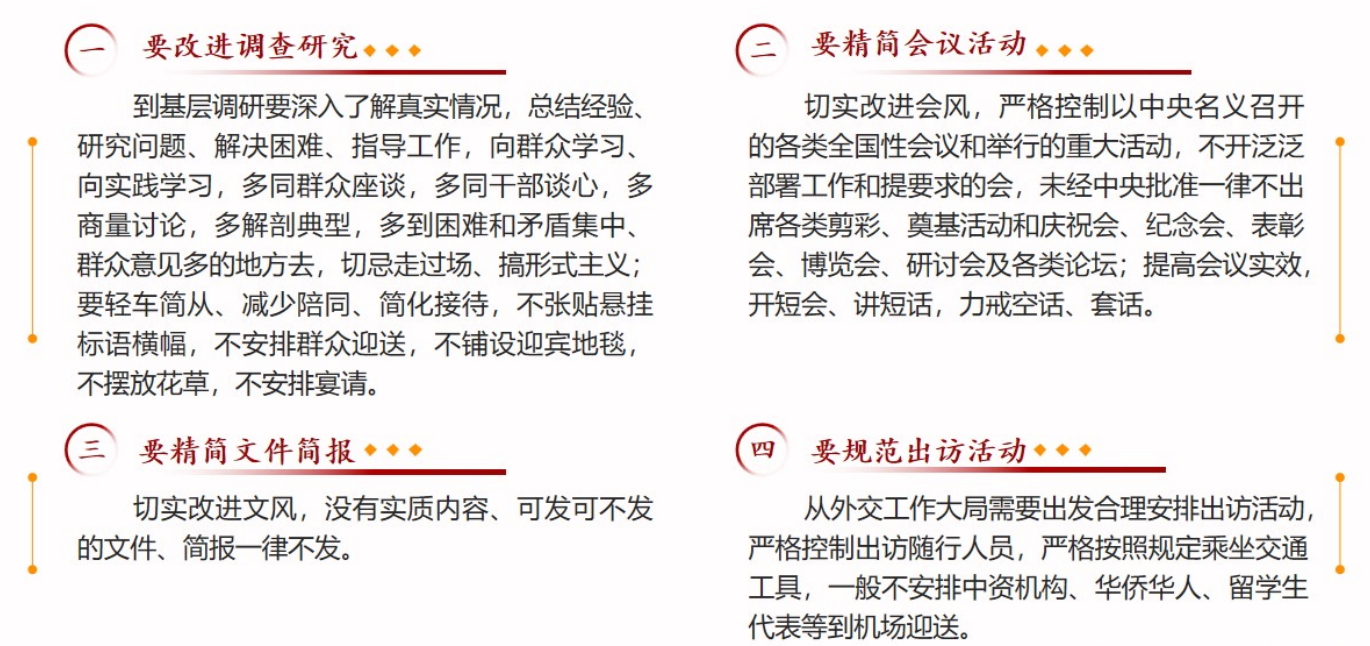 一 要改进调查研究
到基层调研要深入了解真实情况，总结经验、
研究问题、解决困难、指导工作，向群众学习、
向实践学习，多同群众座谈，多同干部谈心，多
商量讨论，多解剖典型，多到困难和矛盾集中、
群众意见多的地方去，切忌走过场、搞形式主义；
要轻车简从、减少陪同、简化接待，不张贴悬挂
标语横幅，不安排群众迎送，不铺设迎宾地毯，
不摆放花草，不安排宴请。
二 要精简会议活动
切实改进会风，严格控制以中央名义召开
的各类全国性会议和举行的重大活动，不开泛泛
部署工作和提要求的会，未经中央批准一律不出
席各类剪彩、奠基活动和庆祝会、纪念会、表彰
会、博览会、研讨会及各类论坛；提高会议实效，
开短会、讲短话，力戒空话、套话。
三 要精简文件简报
切实改进文风，没有实质内容、可发可不发
的文件、简报一律不发。
四 要规范出访活动
从外交工作大局需要出发合理安排出访活动，
严格控制出访随行人员，严格按照规定乘坐交通
工具，一般不安排中资机构、华侨华人、留学生
代表等到机场迎送。